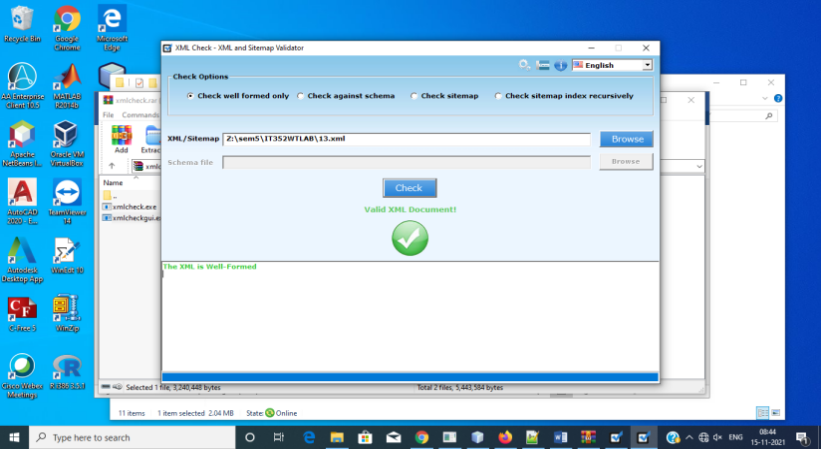 Recycle Bin
Google Chrome
Microsoft Edge
AA Enterprise Client 10.5
MATLAB R2014b
Apache NetBeans I...
Oracle VM VirtualBox
AutoCAD 2020 - E...
TeamViewer 14
Autodesk Desktop App
WinZip
Cisco Webex Meetings
R i386 3.5.1
xmlcheck.rar
File Commands
Add Extrac
Name
..
xmlcheck.exe
xmlcheckgui.e
XML Check - XML and Sitemap Validator
English
Check Options
Check well formed only
Check against schema
Check sitemap
Check sitemap index recursively
XML/Sitemap
Z:\sem5\IT352WTLAB\13.xml
Browse
Schema file
Browse
Check
Valid XML Document!
The XML is Well-Formed
Selected 1 file, 3,240,448 bytes
Total 2 files, 5,443,584 bytes
11 items 1 item selected 2.04 MB State: Online
Type here to search
ENG
08:44
15-11-2021